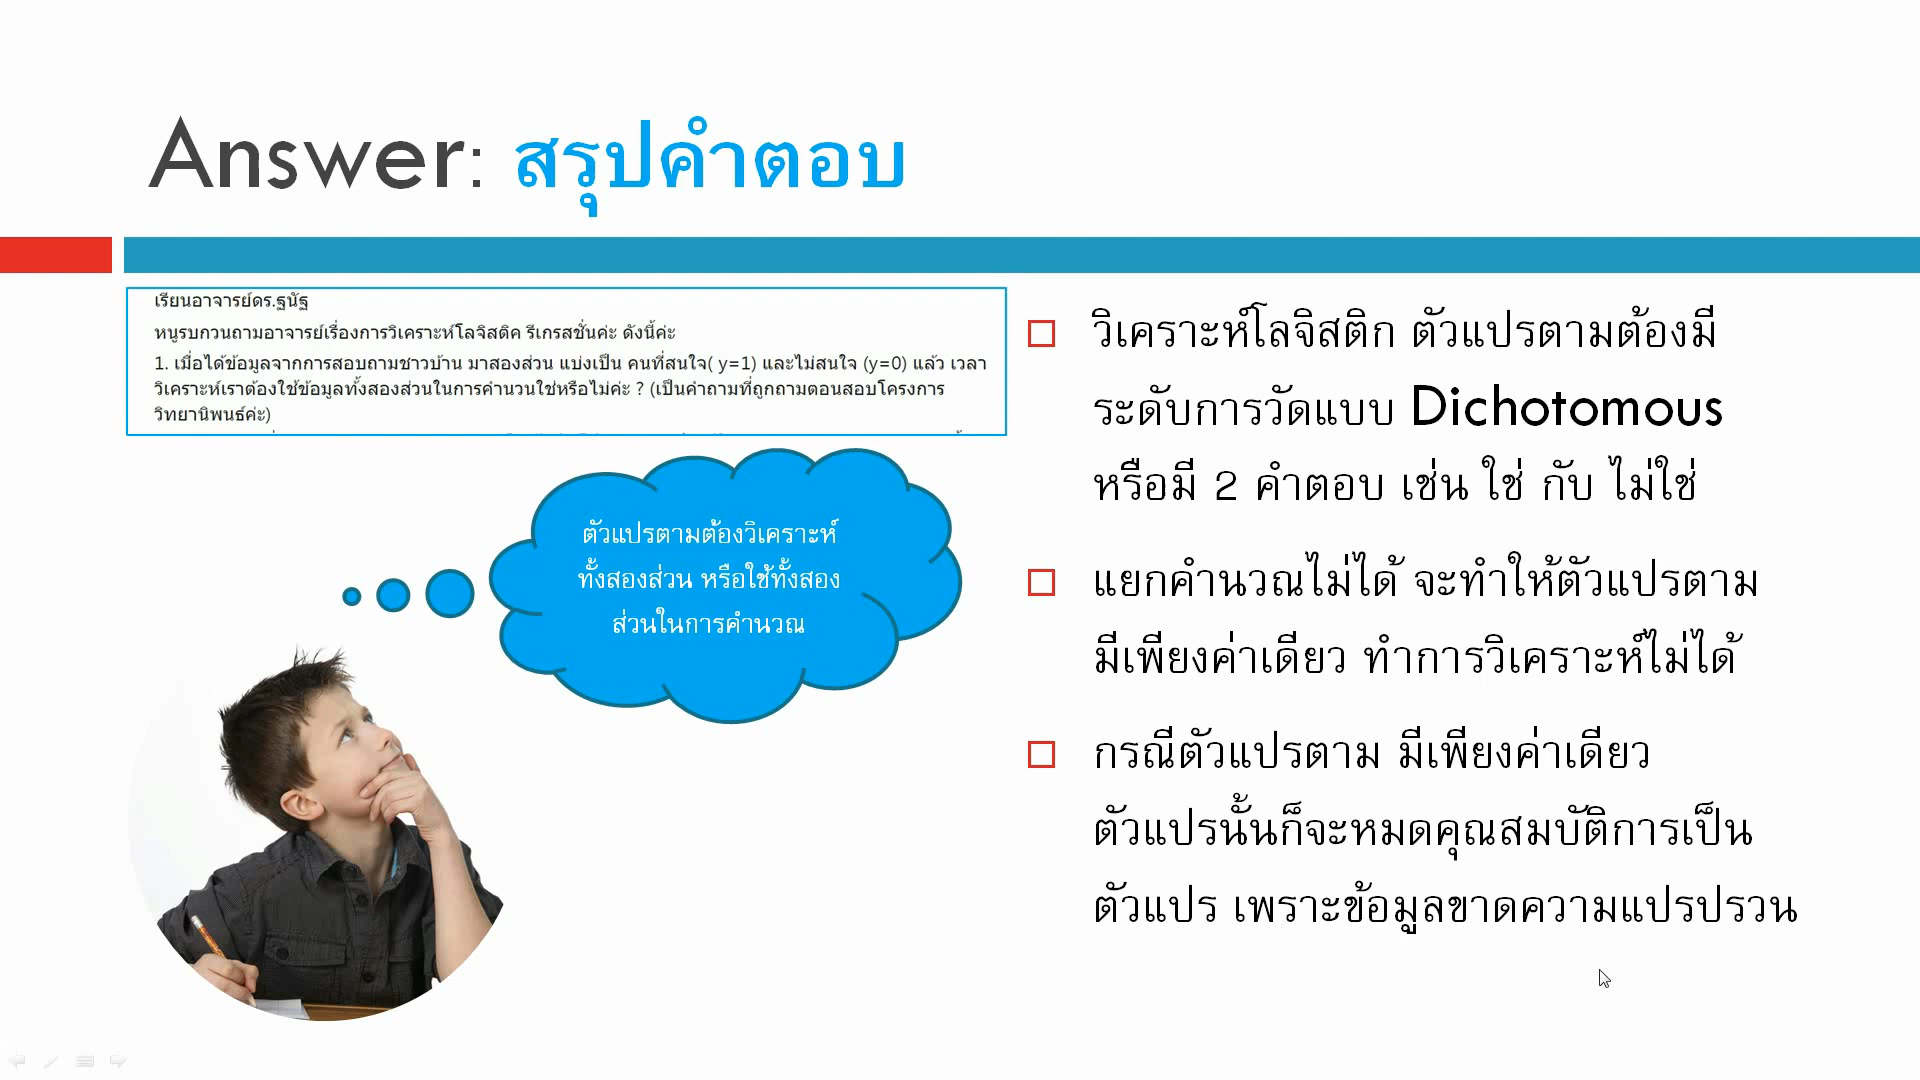 Answer: สรุปคำตอบ
เรียนอาจารย์ดร.ฐนัฐ
หนูรบกวนถามอาจารย์เรื่องการวิเคราะห์โลจิสติค รีเกรสชั่นค่ะ ดังนี้ค่ะ
1. เมื่อได้ข้อมูลจากการสอบถามชาวบ้าน มาสองส่วน แบ่งเป็น คนที่สนใจ( y=1) และไม่สนใจ (y=0) แล้ว เวลา
วิเคราะห์เราต้องใช้ข้อมูลทั้งสองส่วนในการคำนวนใช่หรือไม่ค่ะ ? (เป็นคำถามที่ถูกถามตอนสอบโครงการ
วิทยานิพนธ์ค่ะ)
ตัวแปรตามต้องวิเคราะห์
ทั้งสองส่วน หรือใช้ทั้งสอง
ส่วนในการคำนวณ
วิเคราะห์โลจิสติก ตัวแปรตามต้องมี
ระดับการวัดแบบ Dichotomous
หรือมี 2 คำตอบ เช่น ใช่ กับ ไม่ใช่
แยกคำนวณไม่ได้ จะทำให้ตัวแปรตาม
มีเพียงค่าเดียว ทำการวิเคราะห์ไม่ได้
กรณีตัวแปรตาม มีเพียงค่าเดียว
ตัวแปรนั้นก็จะหมดคุณสมบัติการเป็น
ตัวแปร เพราะข้อมูลขาดความแปรปรวน